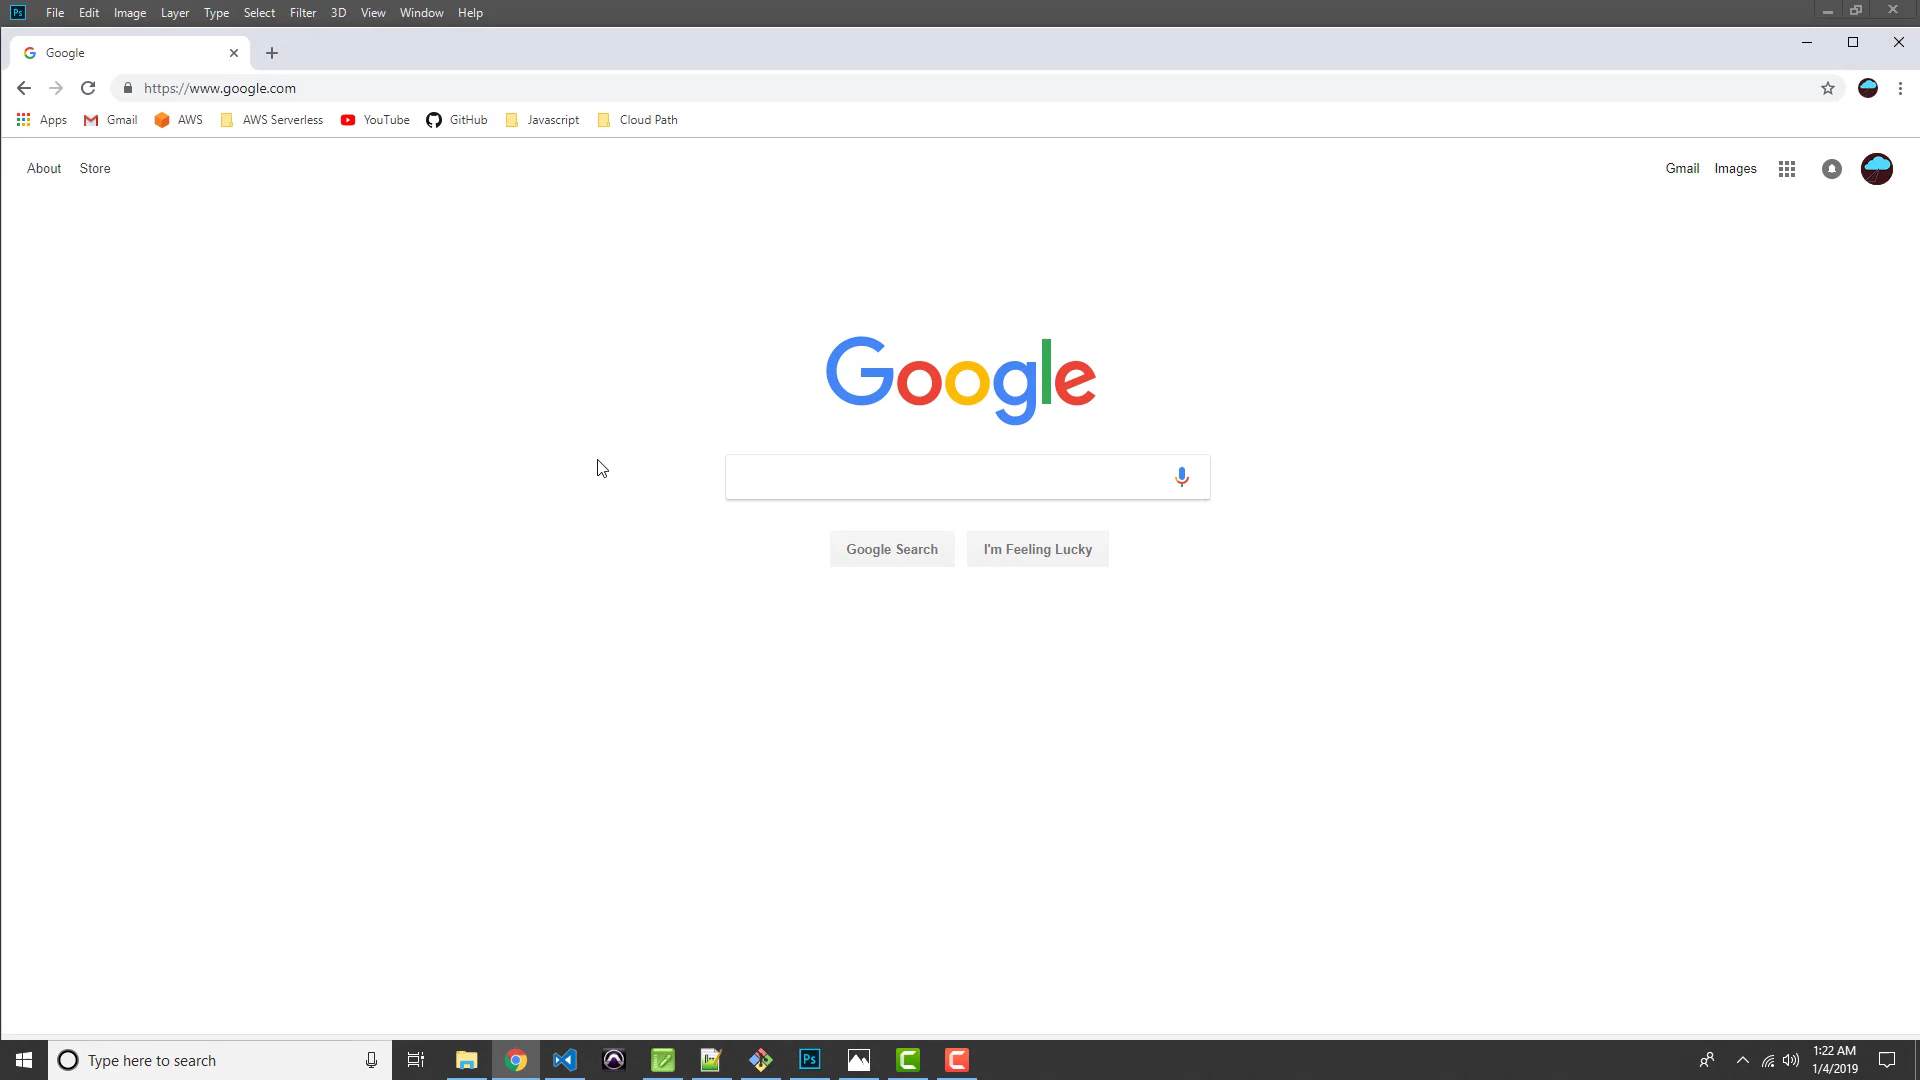 Ps File Edit Image Layer Type Select Filter 3D View Window Help
Google
https://www.google.com
Apps Gmail AWS AWS Serverless YouTube GitHub Javascript Cloud Path
About Store Gmail Images
Google
Google Search I'm Feeling Lucky
Type here to search Ps 1:22 AM
1/4/2019